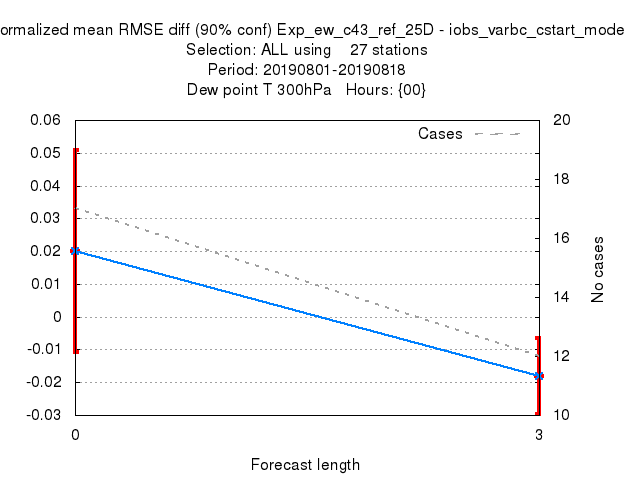 ormalized mean RMSE diff (90% conf) Exp_ew_c43_ref_25D - iobs_varbc_cstart_mode
Selection: ALL using 27 stations
Period: 20190801-20190818
Dew point T 300hPa Hours: {00}
Cases
0.06
0.05
0.04
0.03
0.02
0.01
0
-0.01
-0.02
-0.03
20
18
16
14
12
10
No cases
0
3
Forecast length